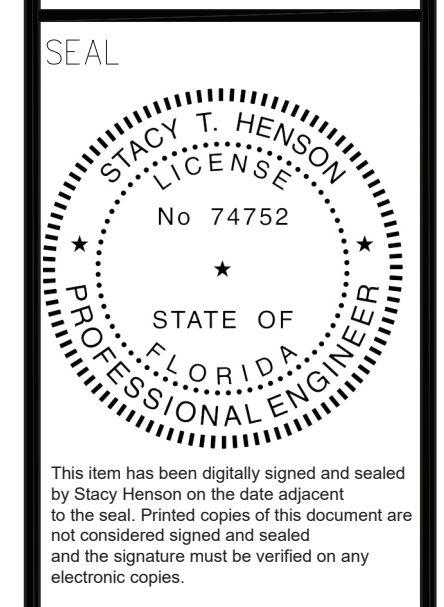 SEAL
STACY T. HENSON
LICENSE
No 74752
STATE OF
FLORIDA
PROFESSIONAL ENGINEER
This item has been digitally signed and sealed
by Stacy Henson on the date adjacent
to the seal. Printed copies of this document are
not considered signed and sealed
and the signature must be verified on any
electronic copies.